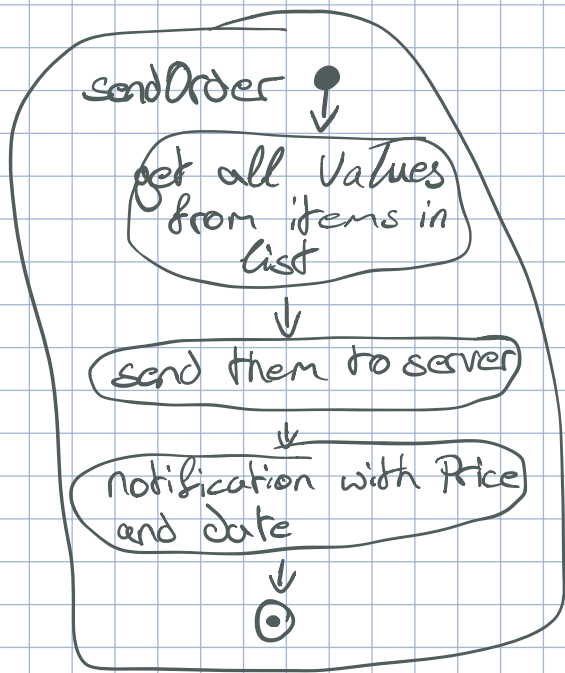 sendOrder
get all Values
from items in
list
send them to server
notification with Price
and date